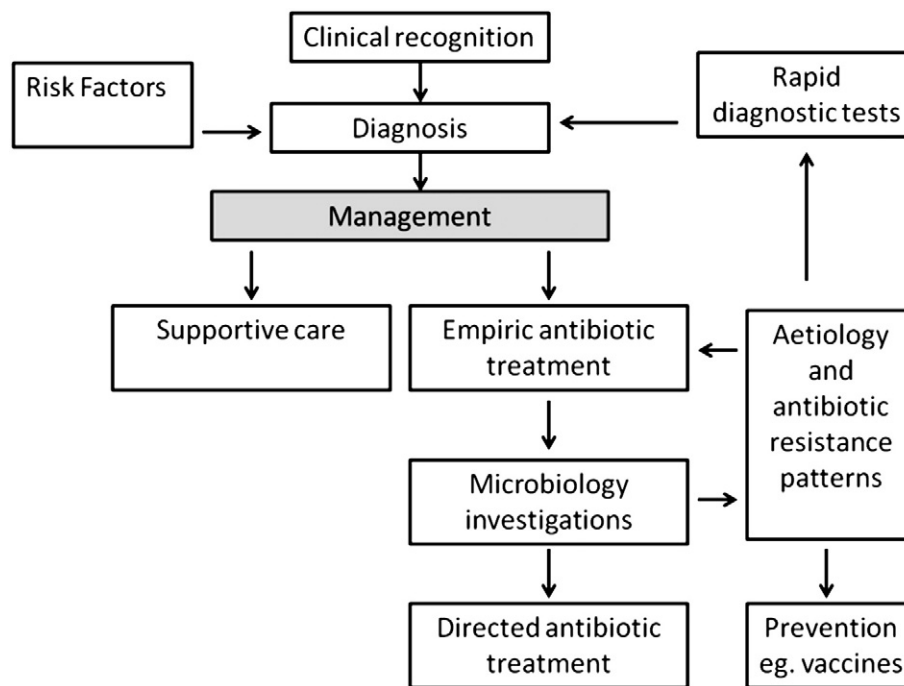 Clinical recognition
Risk Factors
Rapid
diagnostic tests
Diagnosis
Management
Supportive care
Empiric antibiotic
treatment
Aetiology
and
antibiotic
resistance
patterns
Microbiology
investigations
Directed antibiotic
treatment
Prevention
eg. vaccines